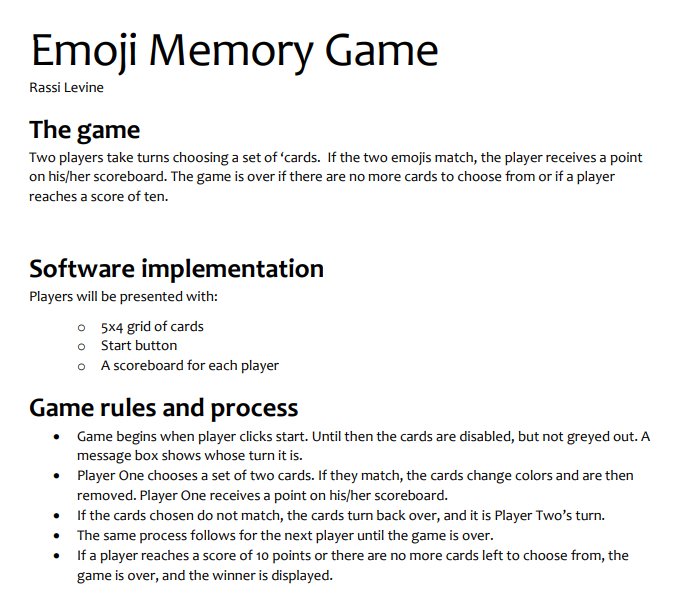 Emoji Memory Game
Rassi Levine
The game
Two players take turns choosing a set of ‘cards.  If the two emojis match, the player receives a point
on his/her scoreboard. The game is over if there are no more cards to choose from or if a player
reaches a score of ten.
Software implementation
Players will be presented with:
o 5x4 grid of cards
o Start button
o A scoreboard for each player
Game rules and process
• Game begins when player clicks start. Until then the cards are disabled, but not greyed out. A
message box shows whose turn it is.
• Player One chooses a set of two cards. If they match, the cards change colors and are then
removed. Player One receives a point on his/her scoreboard.
• If the cards chosen do not match, the cards turn back over, and it is Player Two’s turn.
• The same process follows for the next player until the game is over.
• If a player reaches a score of 10 points or there are no more cards left to choose from, the
game is over, and the winner is displayed.